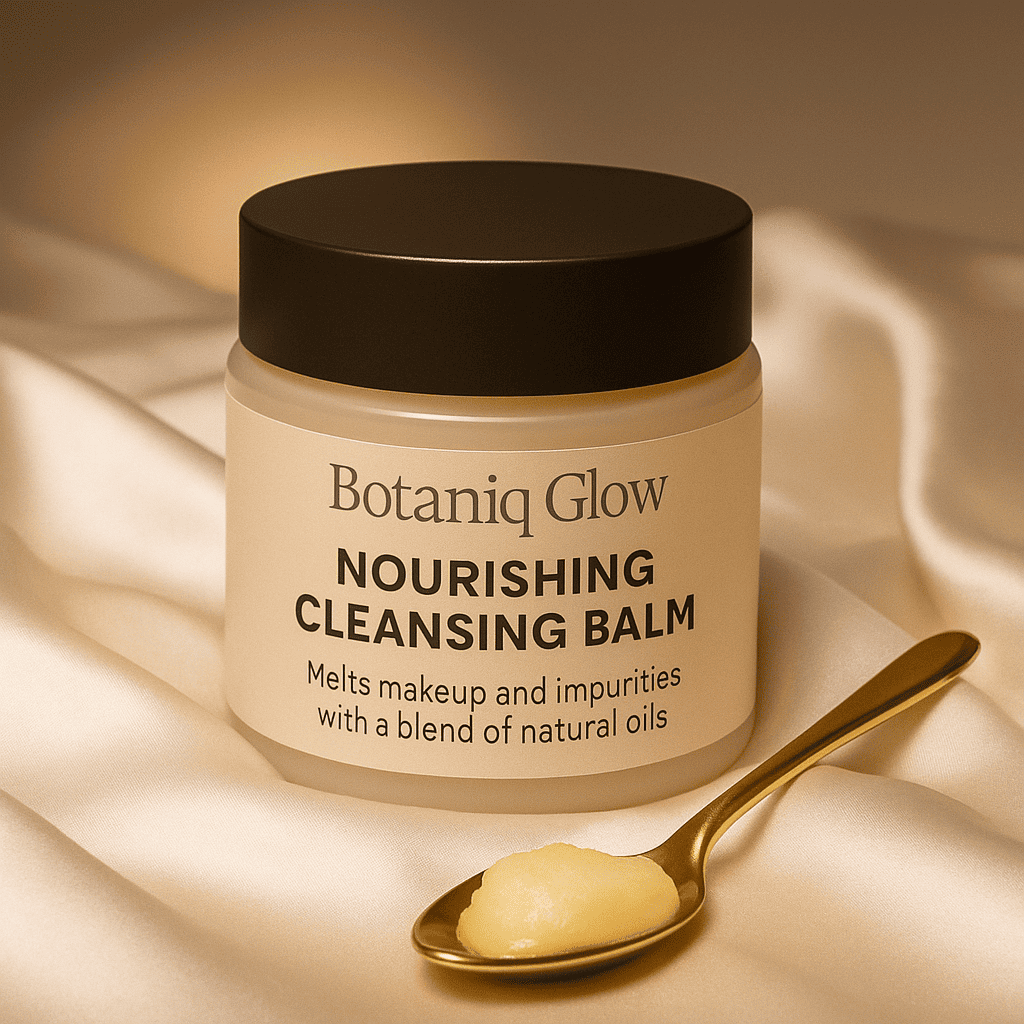 Botaniq Glow
NOURISHING
CLEANSING BALM
Melts makeup and impurities
with a blend of natural oils